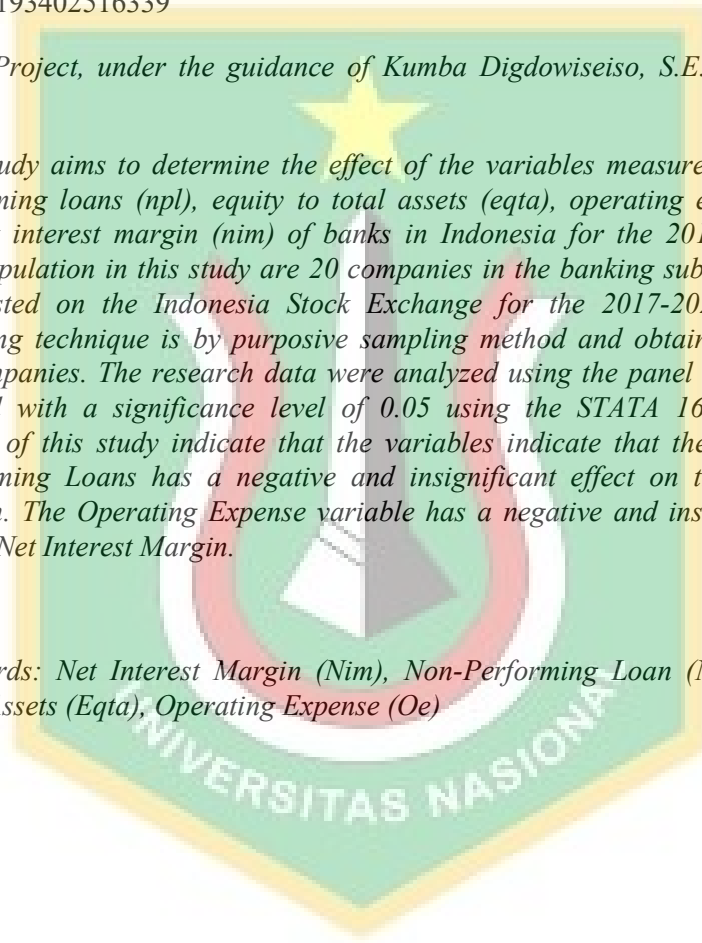 193402516339
Project, under the guidance of Kumba Digdowiseiso, S.E.
udy aims to determine the effect of the variables measure
ning loans (npl), equity to total assets (eqta), operating e
interest margin (nim) of banks in Indonesia for the 201
pulation in this study are 20 companies in the banking sub
sted on the Indonesia Stock Exchange for the 2017-20
ng technique is by purposive sampling method and obtain
mpanies. The research data were analyzed using the panel
l with a significance level of 0.05 using the STATA 16
of this study indicate that the variables indicate that the
ming Loans has a negative and insignificant effect on t
n. The Operating Expense variable has a negative and ins
Net Interest Margin.
rds: Net Interest Margin (Nim), Non-Performing Loan (N
ssets (Eqta), Operating Expense (Oe)
UNIVERSITAS NASIONAL